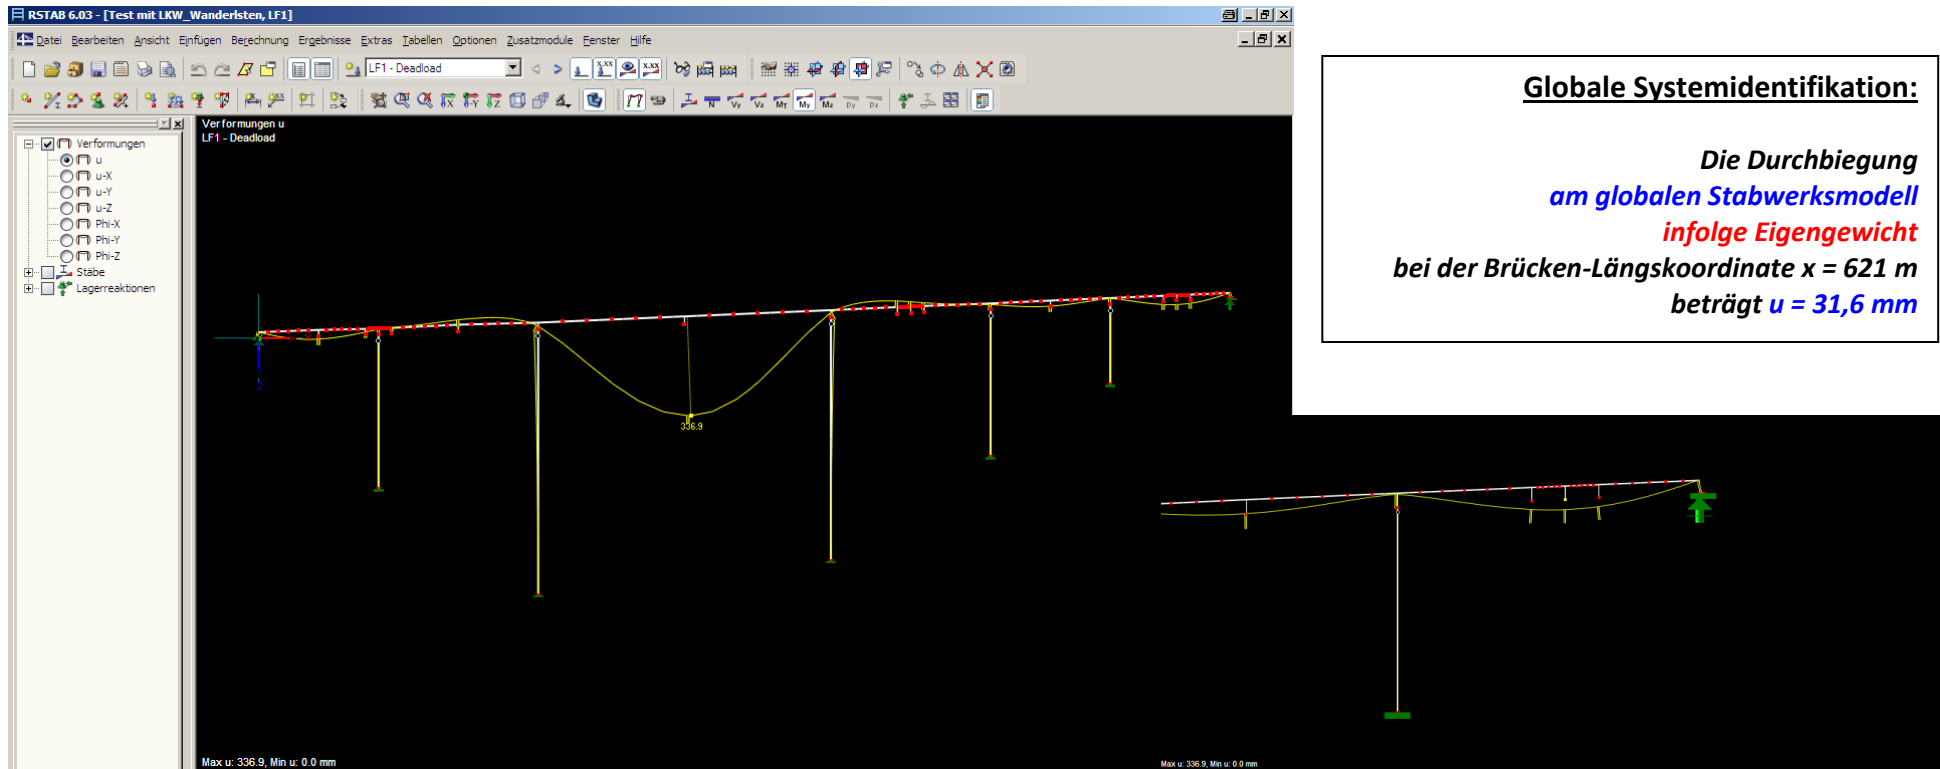 RSTAB 6.03 - [Test mit LKW_Wanderlsten, LF1]
Datei Bearbeiten Ansicht Einfügen Berechnung Ergebnisse Extras Tabellen Optionen Zusatzmodule Fenster Hilfe
LF1 - Deadload
Verformungen
u
u-X
u-Y
u-Z
Phi-X
Phi-Y
Phi-Z
Stäbe
Lagerreaktionen
Verformungen u
LF1 - Deadload
336.9
Max u: 336.9, Min u: 0.0 mm
Globale Systemidentifikation:
Die Durchbiegung
am globalen Stabwerksmodell
infolge Eigengewicht
bei der Brücken-Längskoordinate x = 621 m
beträgt u = 31,6 mm
Max u: 336.9, Min u: 0.0 mm